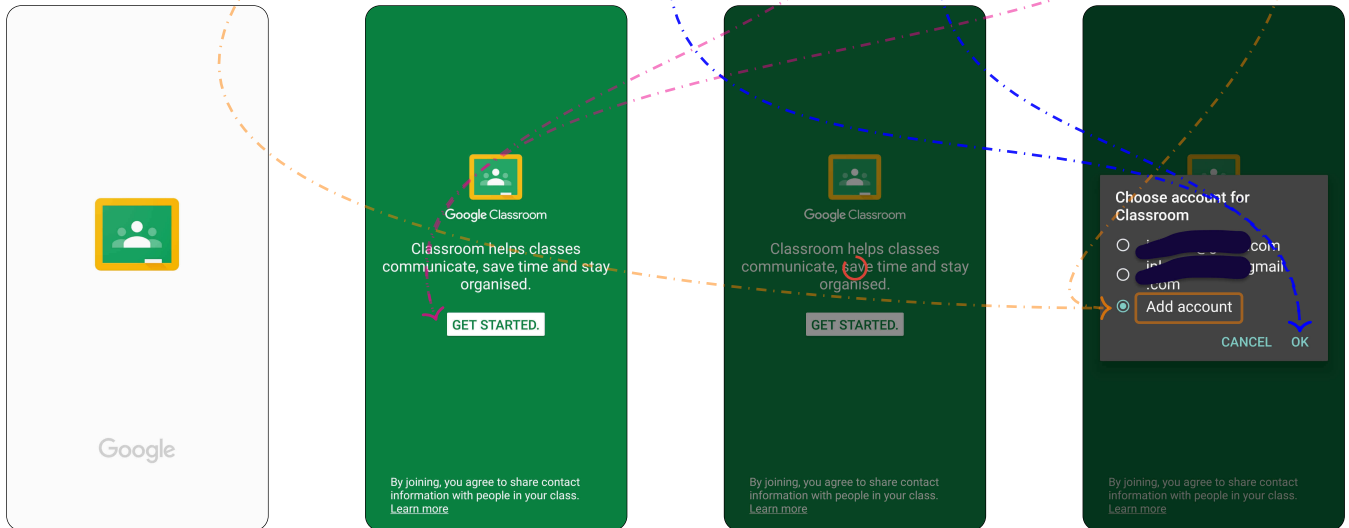 Google
Google Classroom
Classroom helps classes
communicate, save time and stay
organised.
GET STARTED.
By joining, you agree to share contact
information with people in your class.
Learn more
Google Classroom
Classroom helps classes
communicate, save time and stay
organised.
GET STARTED.
By joining, you agree to share contact
information with people in your class.
Learn more
Choose account for
Classroom
.com
gmail
.com
Add account
CANCEL OK
By joining, you agree to share contact
information with people in your class.
Learn more